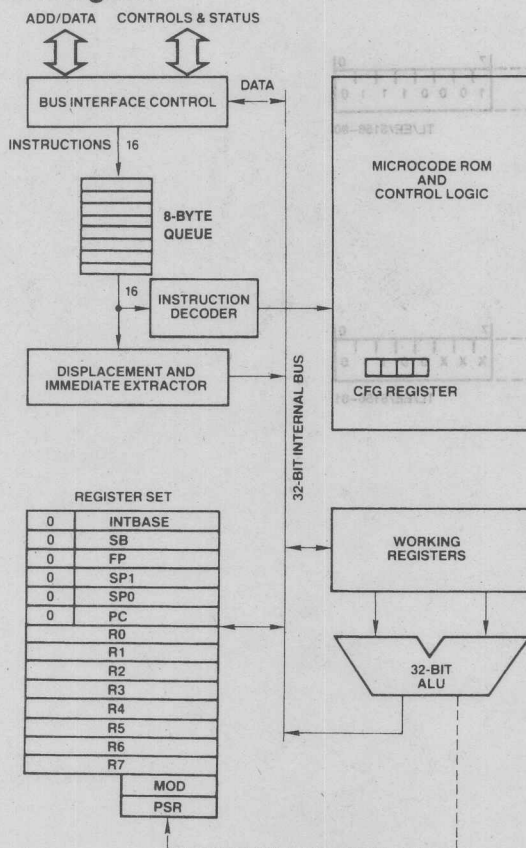 ADD/DATA
CONTROLS & STATUS
BUS INTERFACE CONTROL
DATA
INSTRUCTIONS 16
8-BYTE
QUEUE
16
INSTRUCTION
DECODER
DISPLACEMENT AND
IMMEDIATE EXTRACTOR
32-BIT INTERNAL BUS
MICROCODE ROM
AND
CONTROL LOGIC
CFG REGISTER
REGISTER SET
0 INTBASE
0 SB
0 FP
0 SP1
0 SP0
0 PC
R0
R1
R2
R3
R4
R5
R6
R7
MOD
PSR
WORKING
REGISTERS
32-BIT
ALU